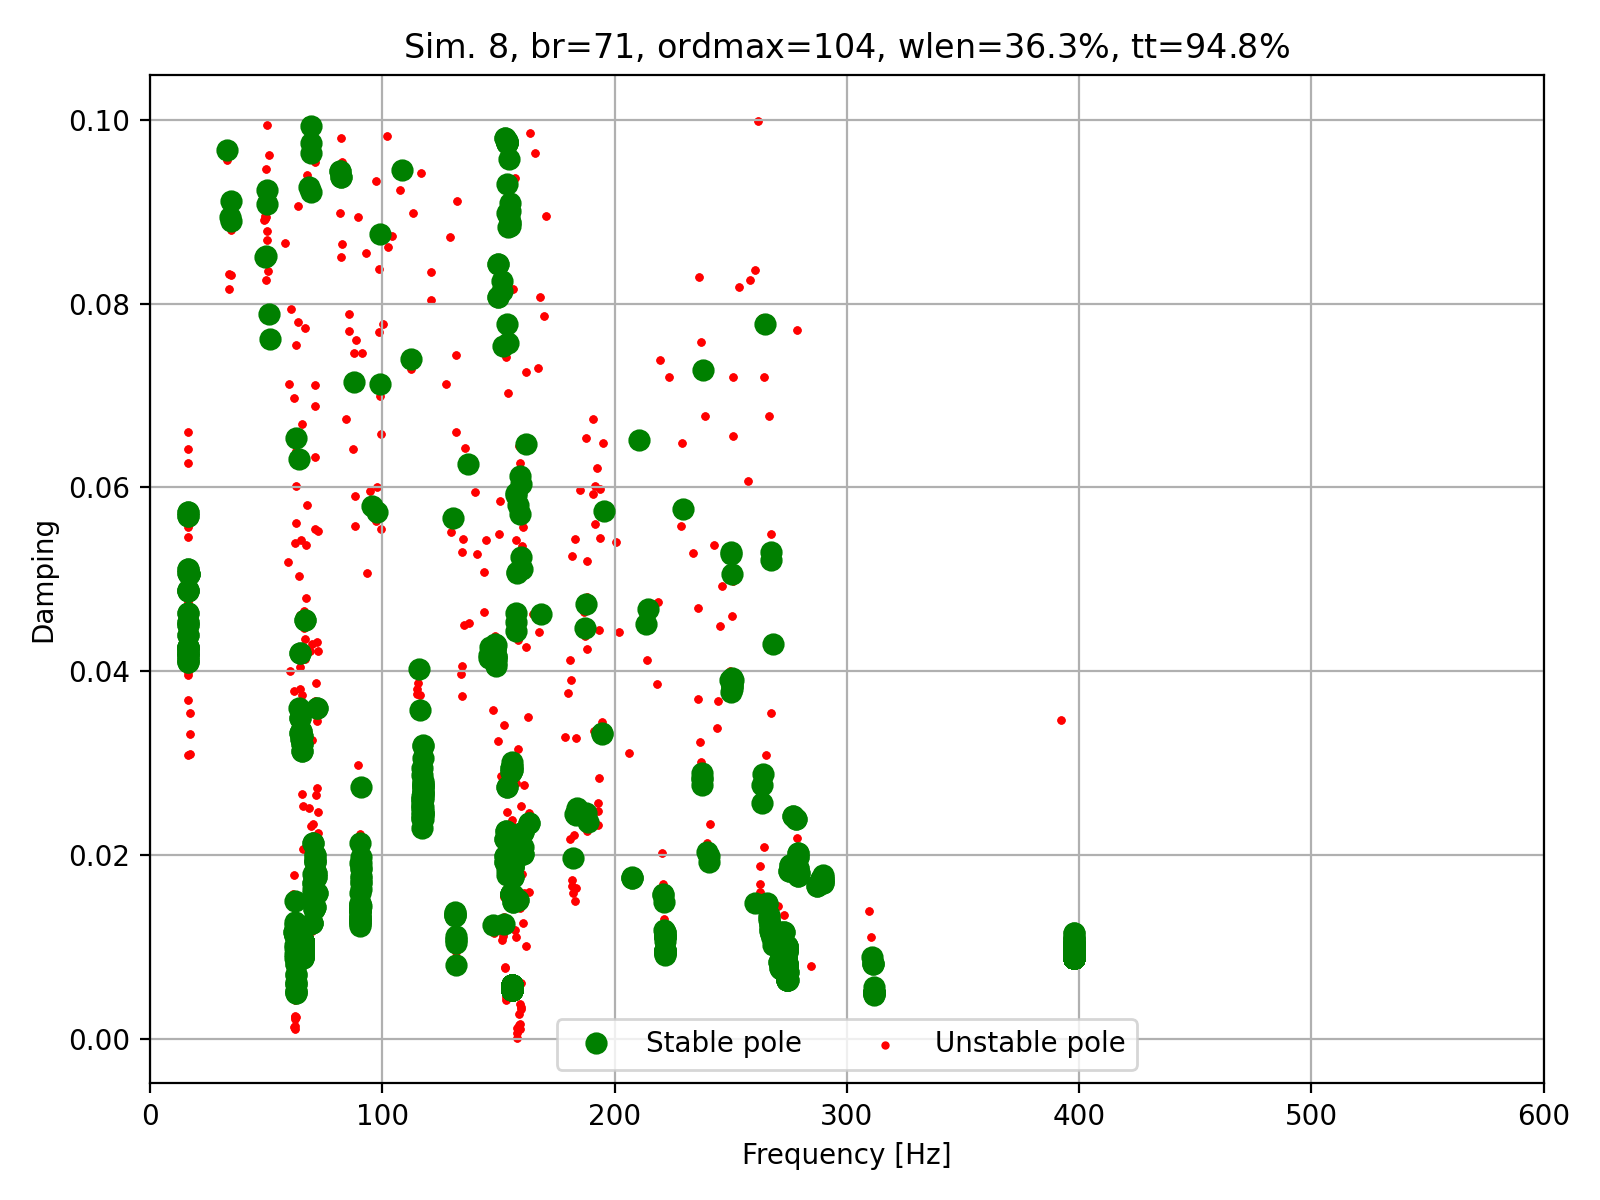 Sim. 8, br=71, ordmax=104, wlen=36.3%, tt=94.8%
0.10
0.08
0.06
0.04
0.02
0.00
Damping
Stable pole
Unstable pole
0
100
200
300
400
500
600
Frequency [Hz]